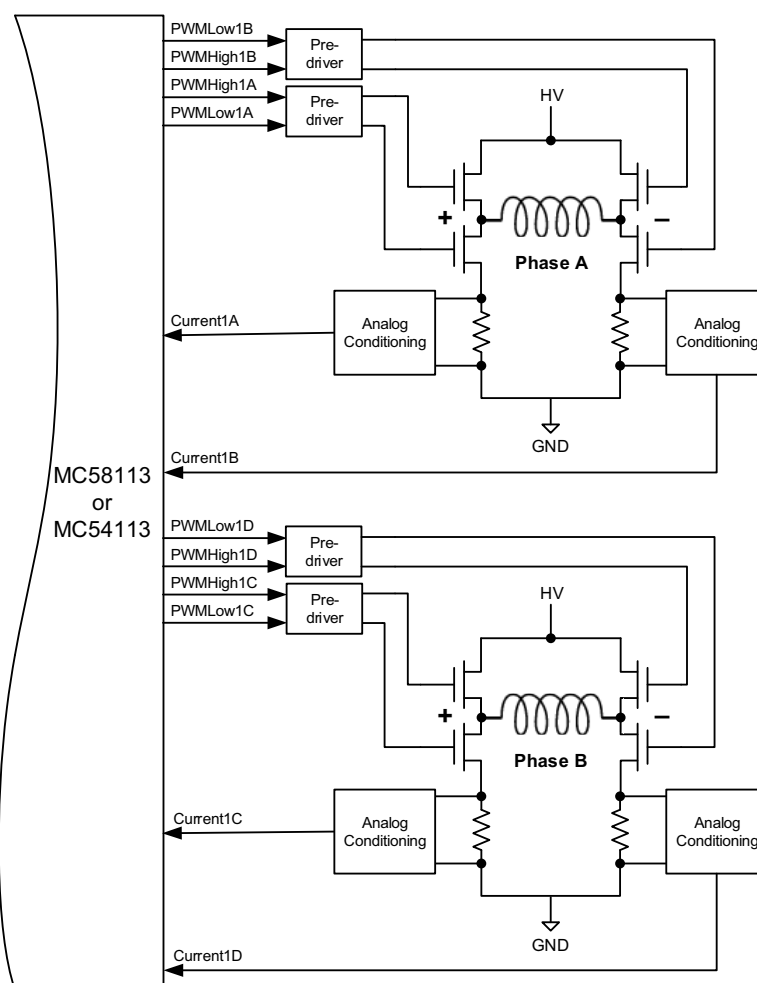 PWMLow1B
PWMHigh1B
PWMHigh1A
PWMLow1A
Pre-
driver
Pre-
driver
HV
+
–
Phase A
Current1A
Analog
Conditioning
Analog
Conditioning
GND
Current1B
MC58113
or
MC54113
PWMLow1D
PWMHigh1D
PWMHigh1C
PWMLow1C
Pre-
driver
Pre-
driver
HV
+
–
Phase B
Current1C
Analog
Conditioning
Analog
Conditioning
GND
Current1D